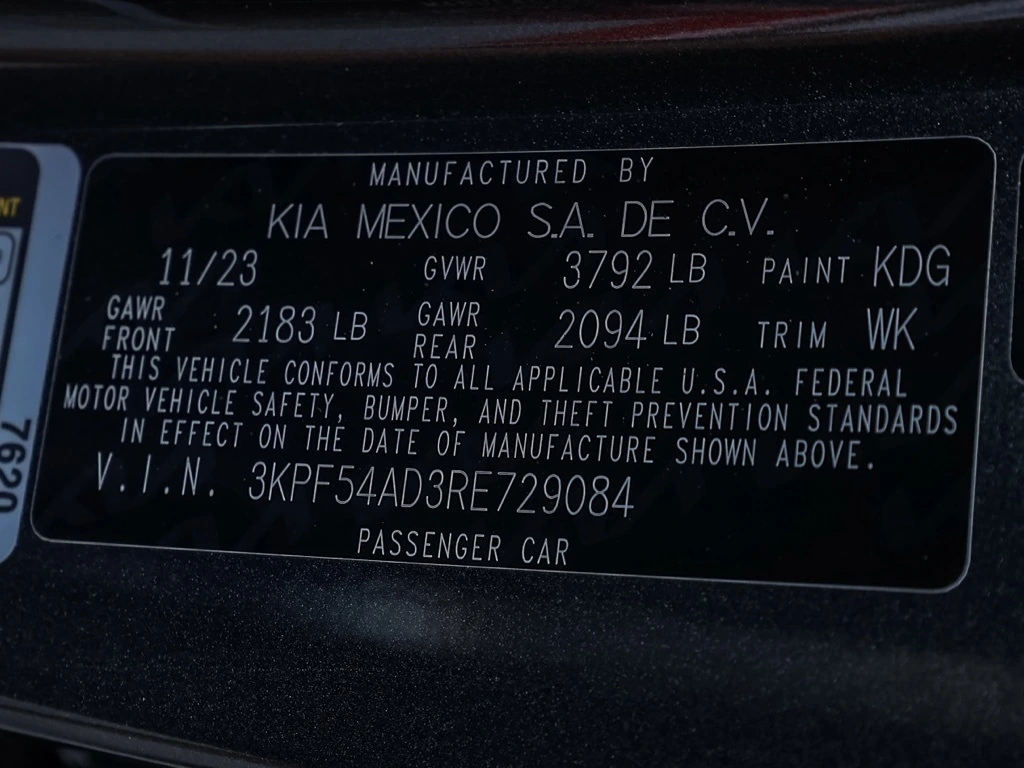 MANUFACTURED BY
KIA MEXICO S.A. DE C.V.
11/23 GVWR 3792 LB PAINT KDG
GAWR FRONT 2183 LB GAWR REAR 2094 LB TRIM WK
THIS VEHICLE CONFORMS TO ALL APPLICABLE U.S.A. FEDERAL
MOTOR VEHICLE SAFETY, BUMPER, AND THEFT PREVENTION STANDARDS
IN EFFECT ON THE DATE OF MANUFACTURE SHOWN ABOVE.
V.I.N. 3KPF54AD3RE729084
PASSENGER CAR
7620